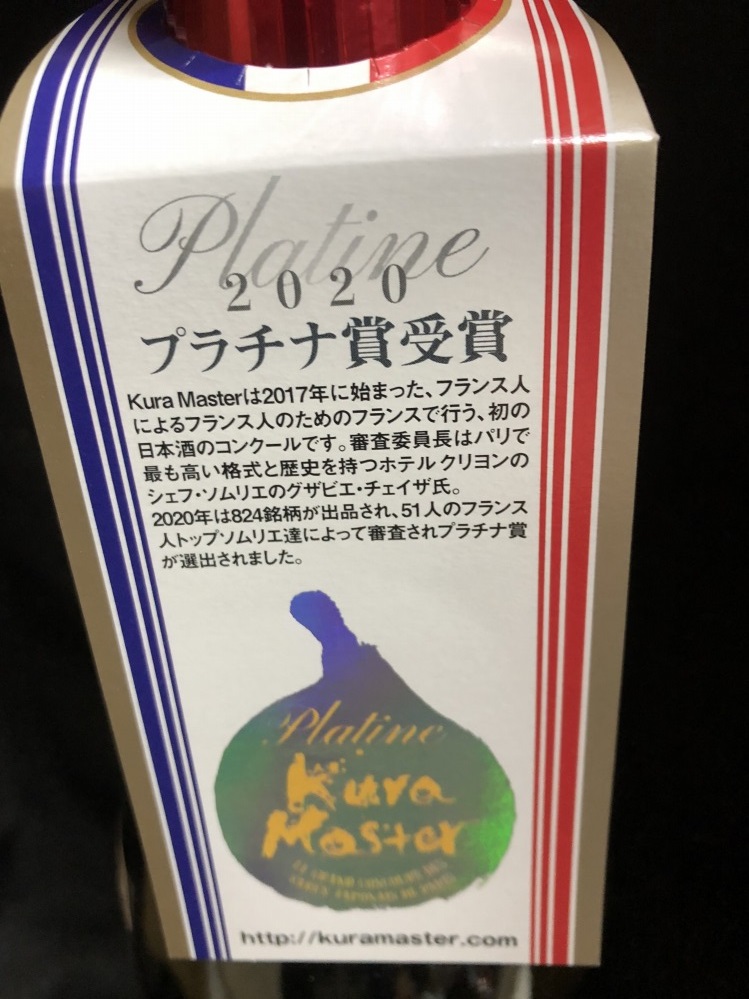 Platine
2020
プラチナ賞受賞
Kura Masterは2017年に始まった、フランス人
によるフランス人のためのフランスで行う、初の
日本酒のコンクールです。審査委員長はパリで
最も高い格式と歴史を持つホテル クリヨンの
シェフ・ソムリエのグザビエ・チェイザ氏。
2020年は824銘柄が出品され、51人のフランス
人トップソムリエ達によって審査されプラチナ賞
が選出されました。
Platine
Kura
Master
http://kuramaster.com